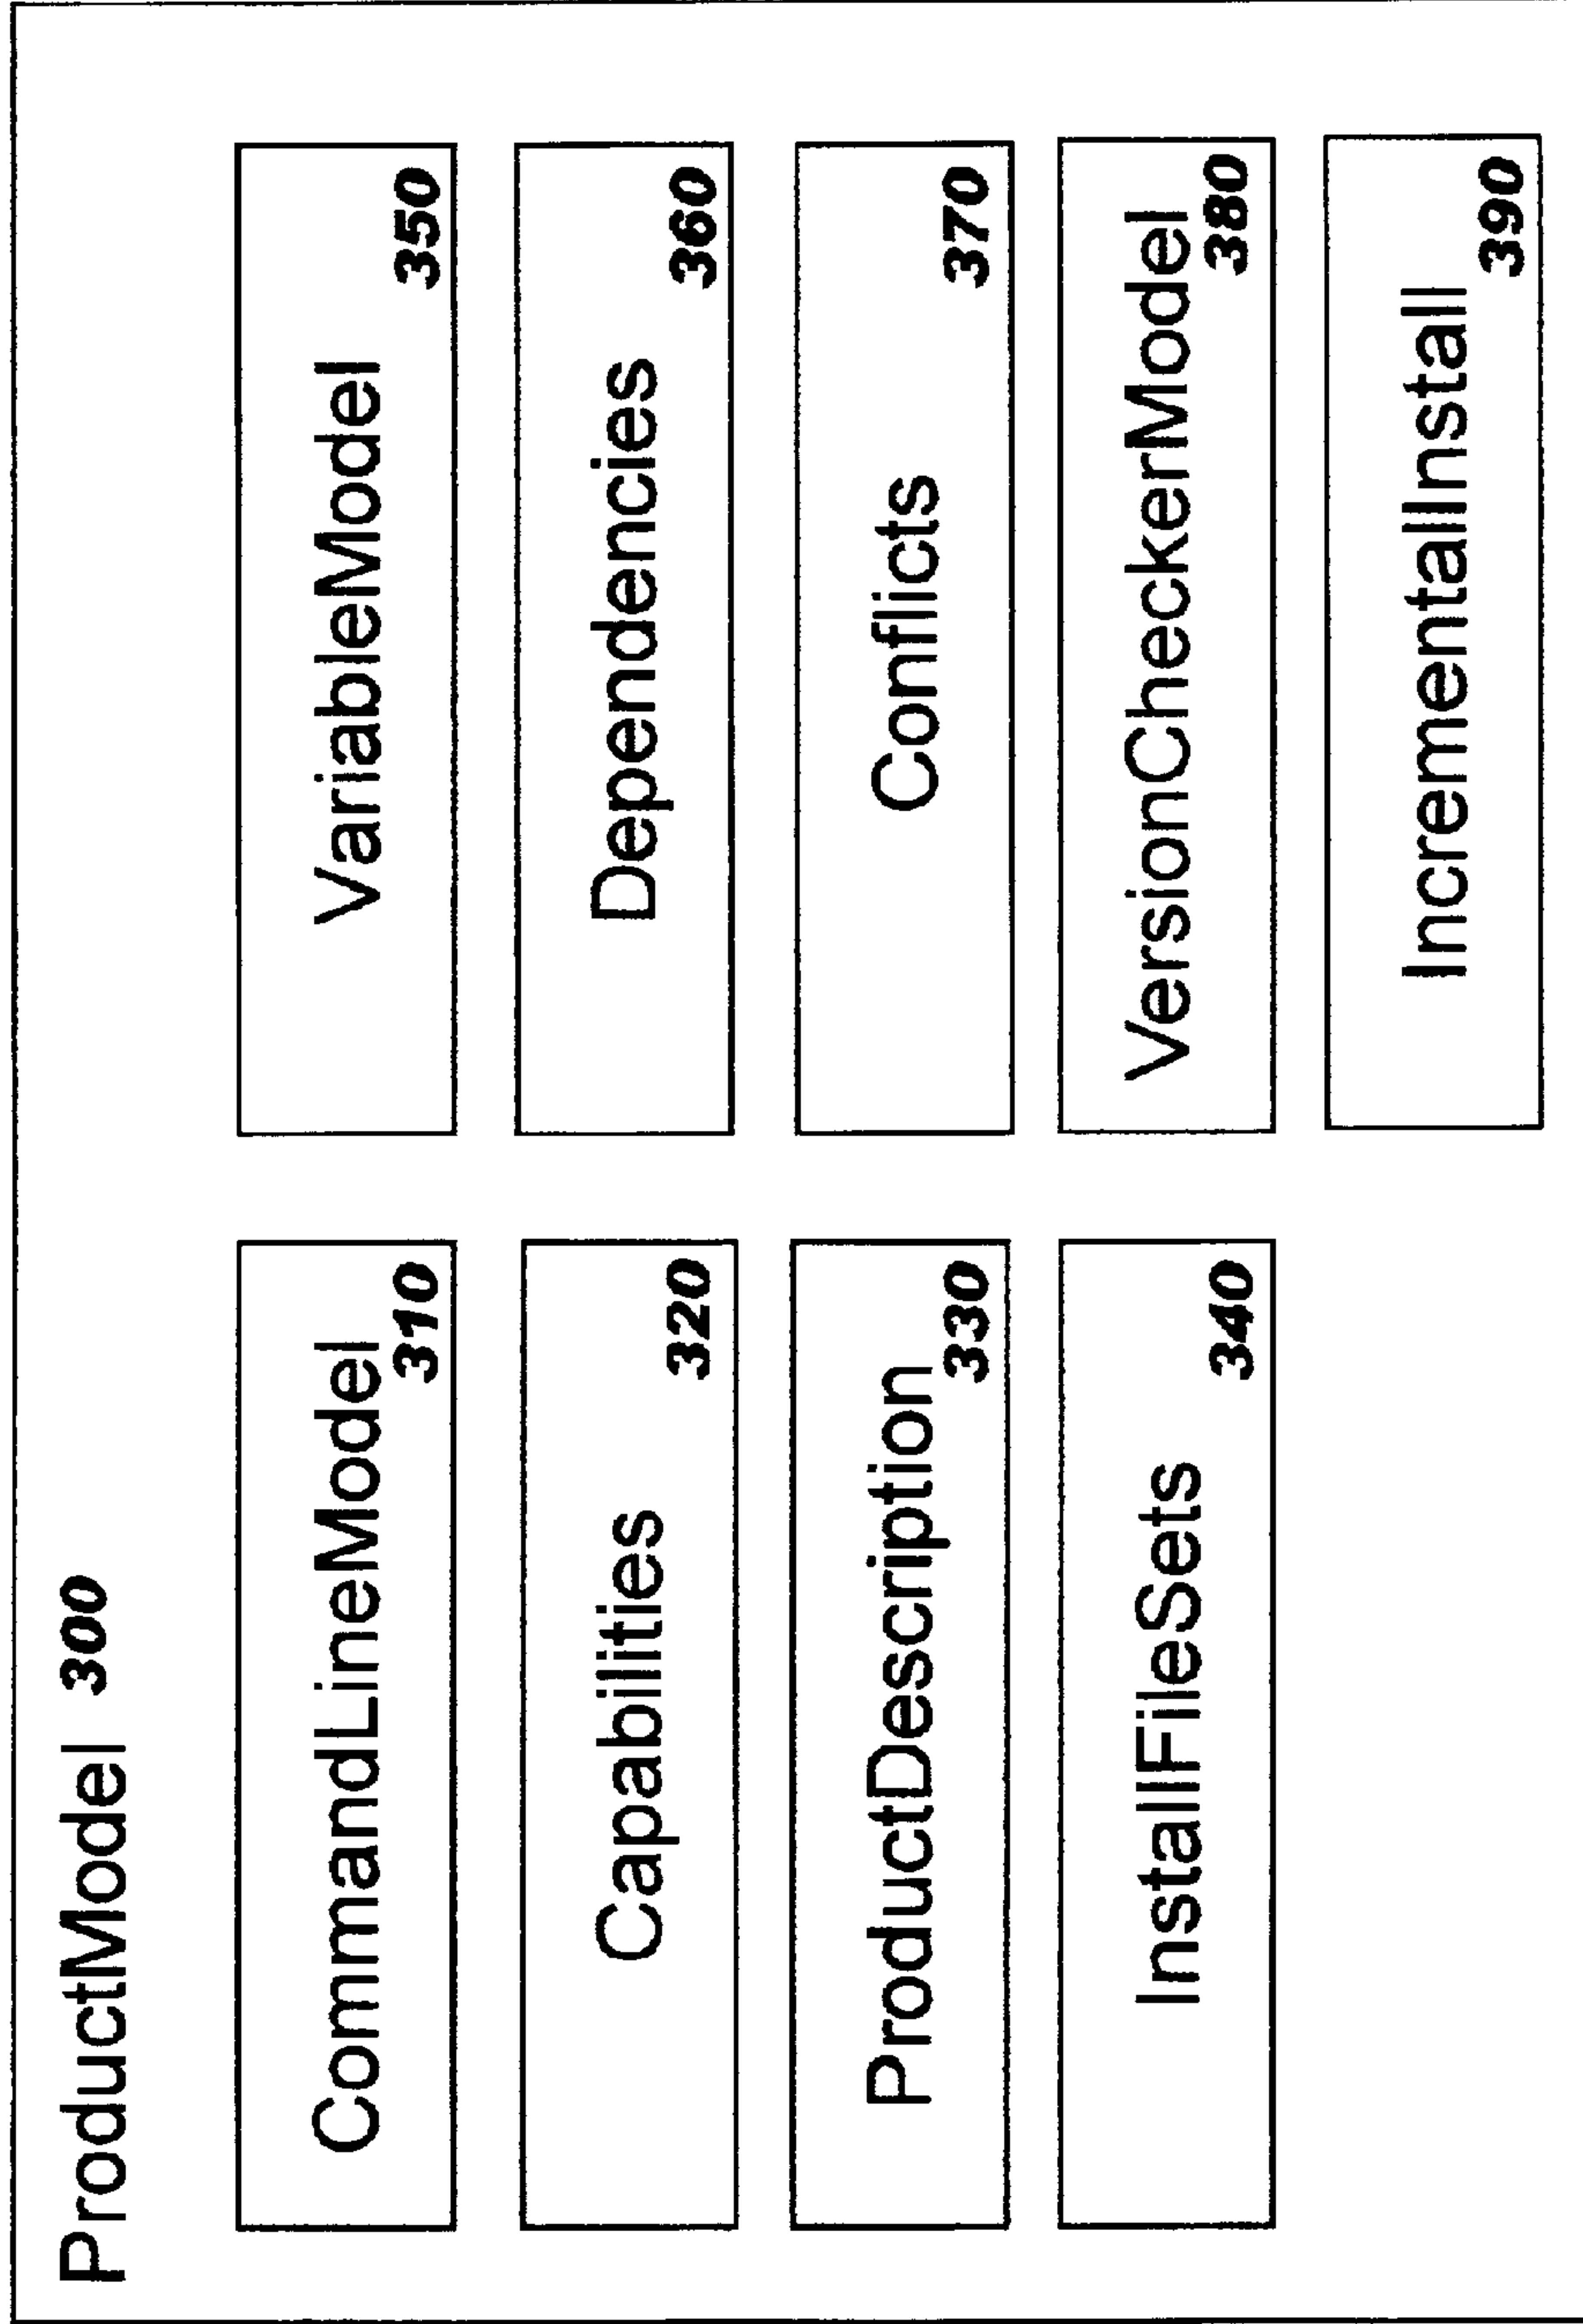 ProductModel 300
CommandLineModel
310
Capabilities
320
ProductDescription
330
InstallFileSets
340
VariableModel
350
Dependencies
360
Conflicts
370
VersionCheckerModel
380
IncrementalInstall
390